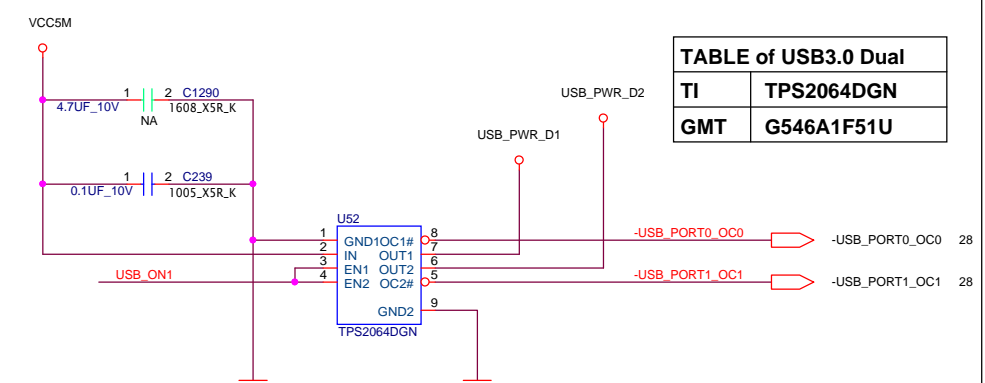 VCC5M
TABLE of USB3.0 Dual
TI TPS2064DGN
GMT G546A1F51U
1 2 C1290
4.7UF_10V 1608_X5R_K
NA
USB_PWR_D2
USB_PWR_D1
1 2 C239
0.1UF_10V 1005_X5R_K
U52
1 GND1 OC1# 8 -USB_PORT0_OC0 -USB_PORT0_OC0 28
2 IN OUT1 7
3 EN1 OUT2 6
USB_ON1 4 EN2 OC2# 5 -USB_PORT1_OC1 -USB_PORT1_OC1 28
GND2 9
TPS2064DGN